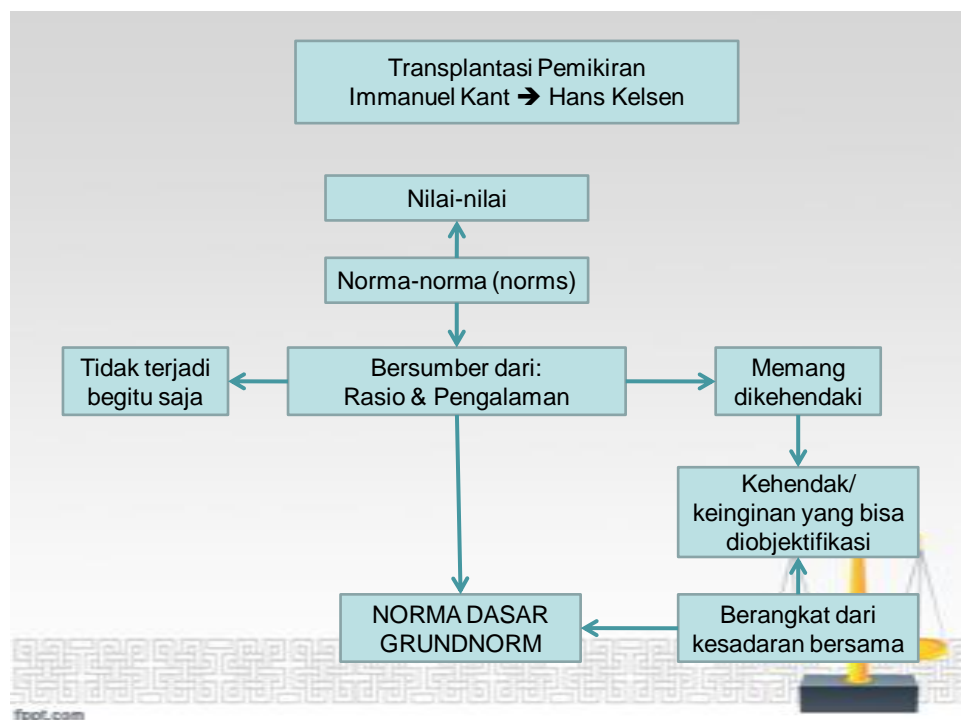 Transplantasi Pemikiran
Immanuel Kant ➔ Hans Kelsen
Nilai-nilai
Norma-norma (norms)
Tidak terjadi
begitu saja
Bersumber dari:
Rasio & Pengalaman
Memang
dikehendaki
Kehendak/
keinginan yang bisa
diobjektifikasi
NORMA DASAR
GRUNDNORM
Berangkat dari
kesadaran bersama
fppt.com